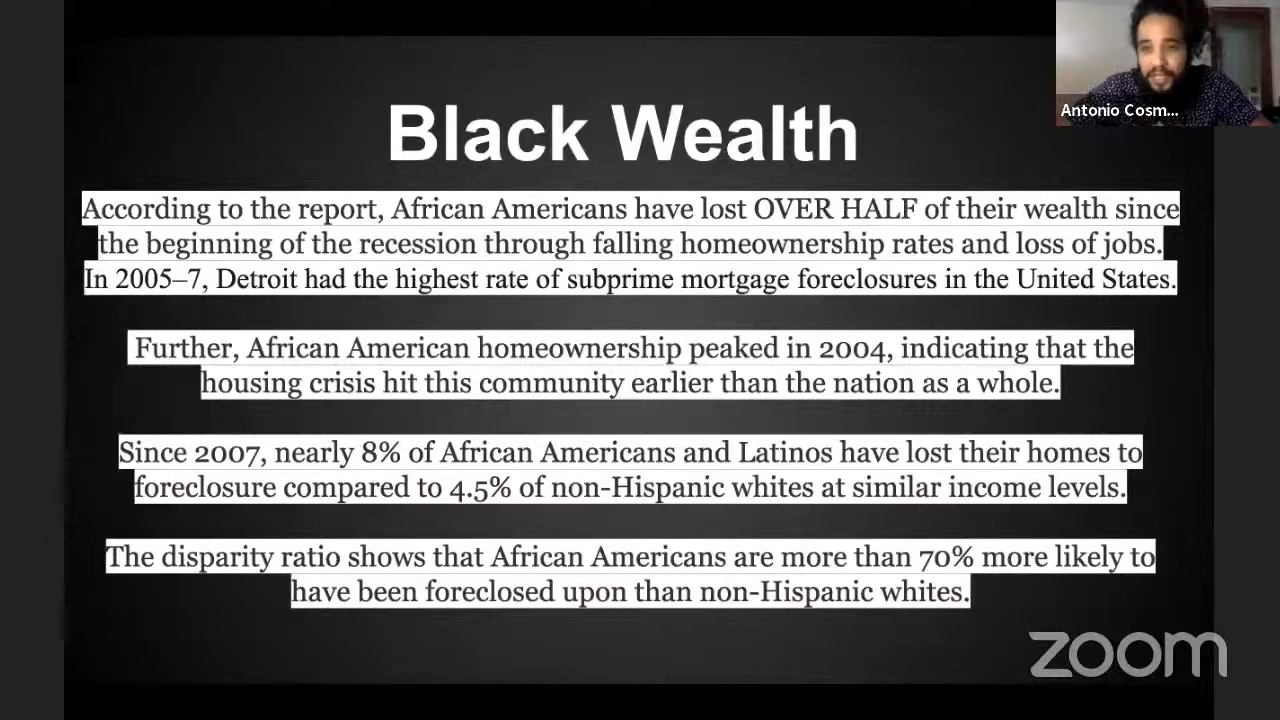 Black Wealth
Antonio Cosm...
According to the report, African Americans have lost OVER HALF of their wealth since
the beginning of the recession through falling homeownership rates and loss of jobs.
In 2005–7, Detroit had the highest rate of subprime mortgage foreclosures in the United States.
Further, African American homeownership peaked in 2004, indicating that the
housing crisis hit this community earlier than the nation as a whole.
Since 2007, nearly 8% of African Americans and Latinos have lost their homes to
foreclosure compared to 4.5% of non-Hispanic whites at similar income levels.
The disparity ratio shows that African Americans are more than 70% more likely to
have been foreclosed upon than non-Hispanic whites.
zoom